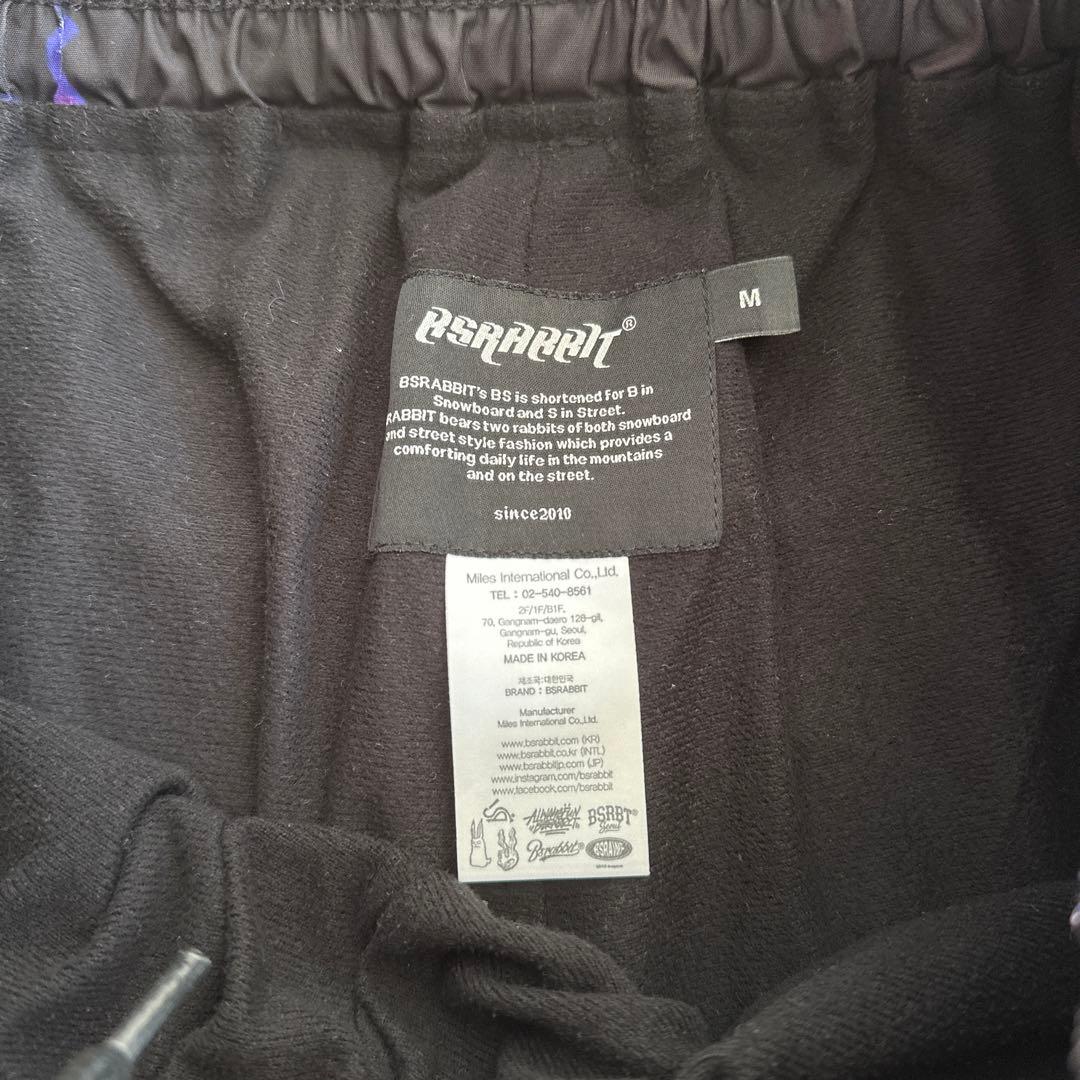 BSRABBIT®
M
BSRABBIT's BS is shortened for B in
Snowboard and S in Street.
RABBIT bears two rabbits of both snowboard
and street style fashion which provides a
comforting daily life in the mountains
and on the street.
since2010
Miles International Co.,Ltd.
TEL : 02-540-8561
2F/1F/B1F,
70, Gangnam-daero 128-gil,
Gangnam-gu, Seoul,
Republic of Korea
MADE IN KOREA
제조국:대한민국
BRAND : BSRABBIT
Manufacturer
Miles International Co.,Ltd.
www.bsrabbit.com (KR)
www.bsrabbit.co.kr (INTL)
www.bsrabbitjp.com (JP)
www.instagram.com/bsrabbit
www.facebook.com/bsrabbit
BSRBT®
Seoul
Bsrabbit®